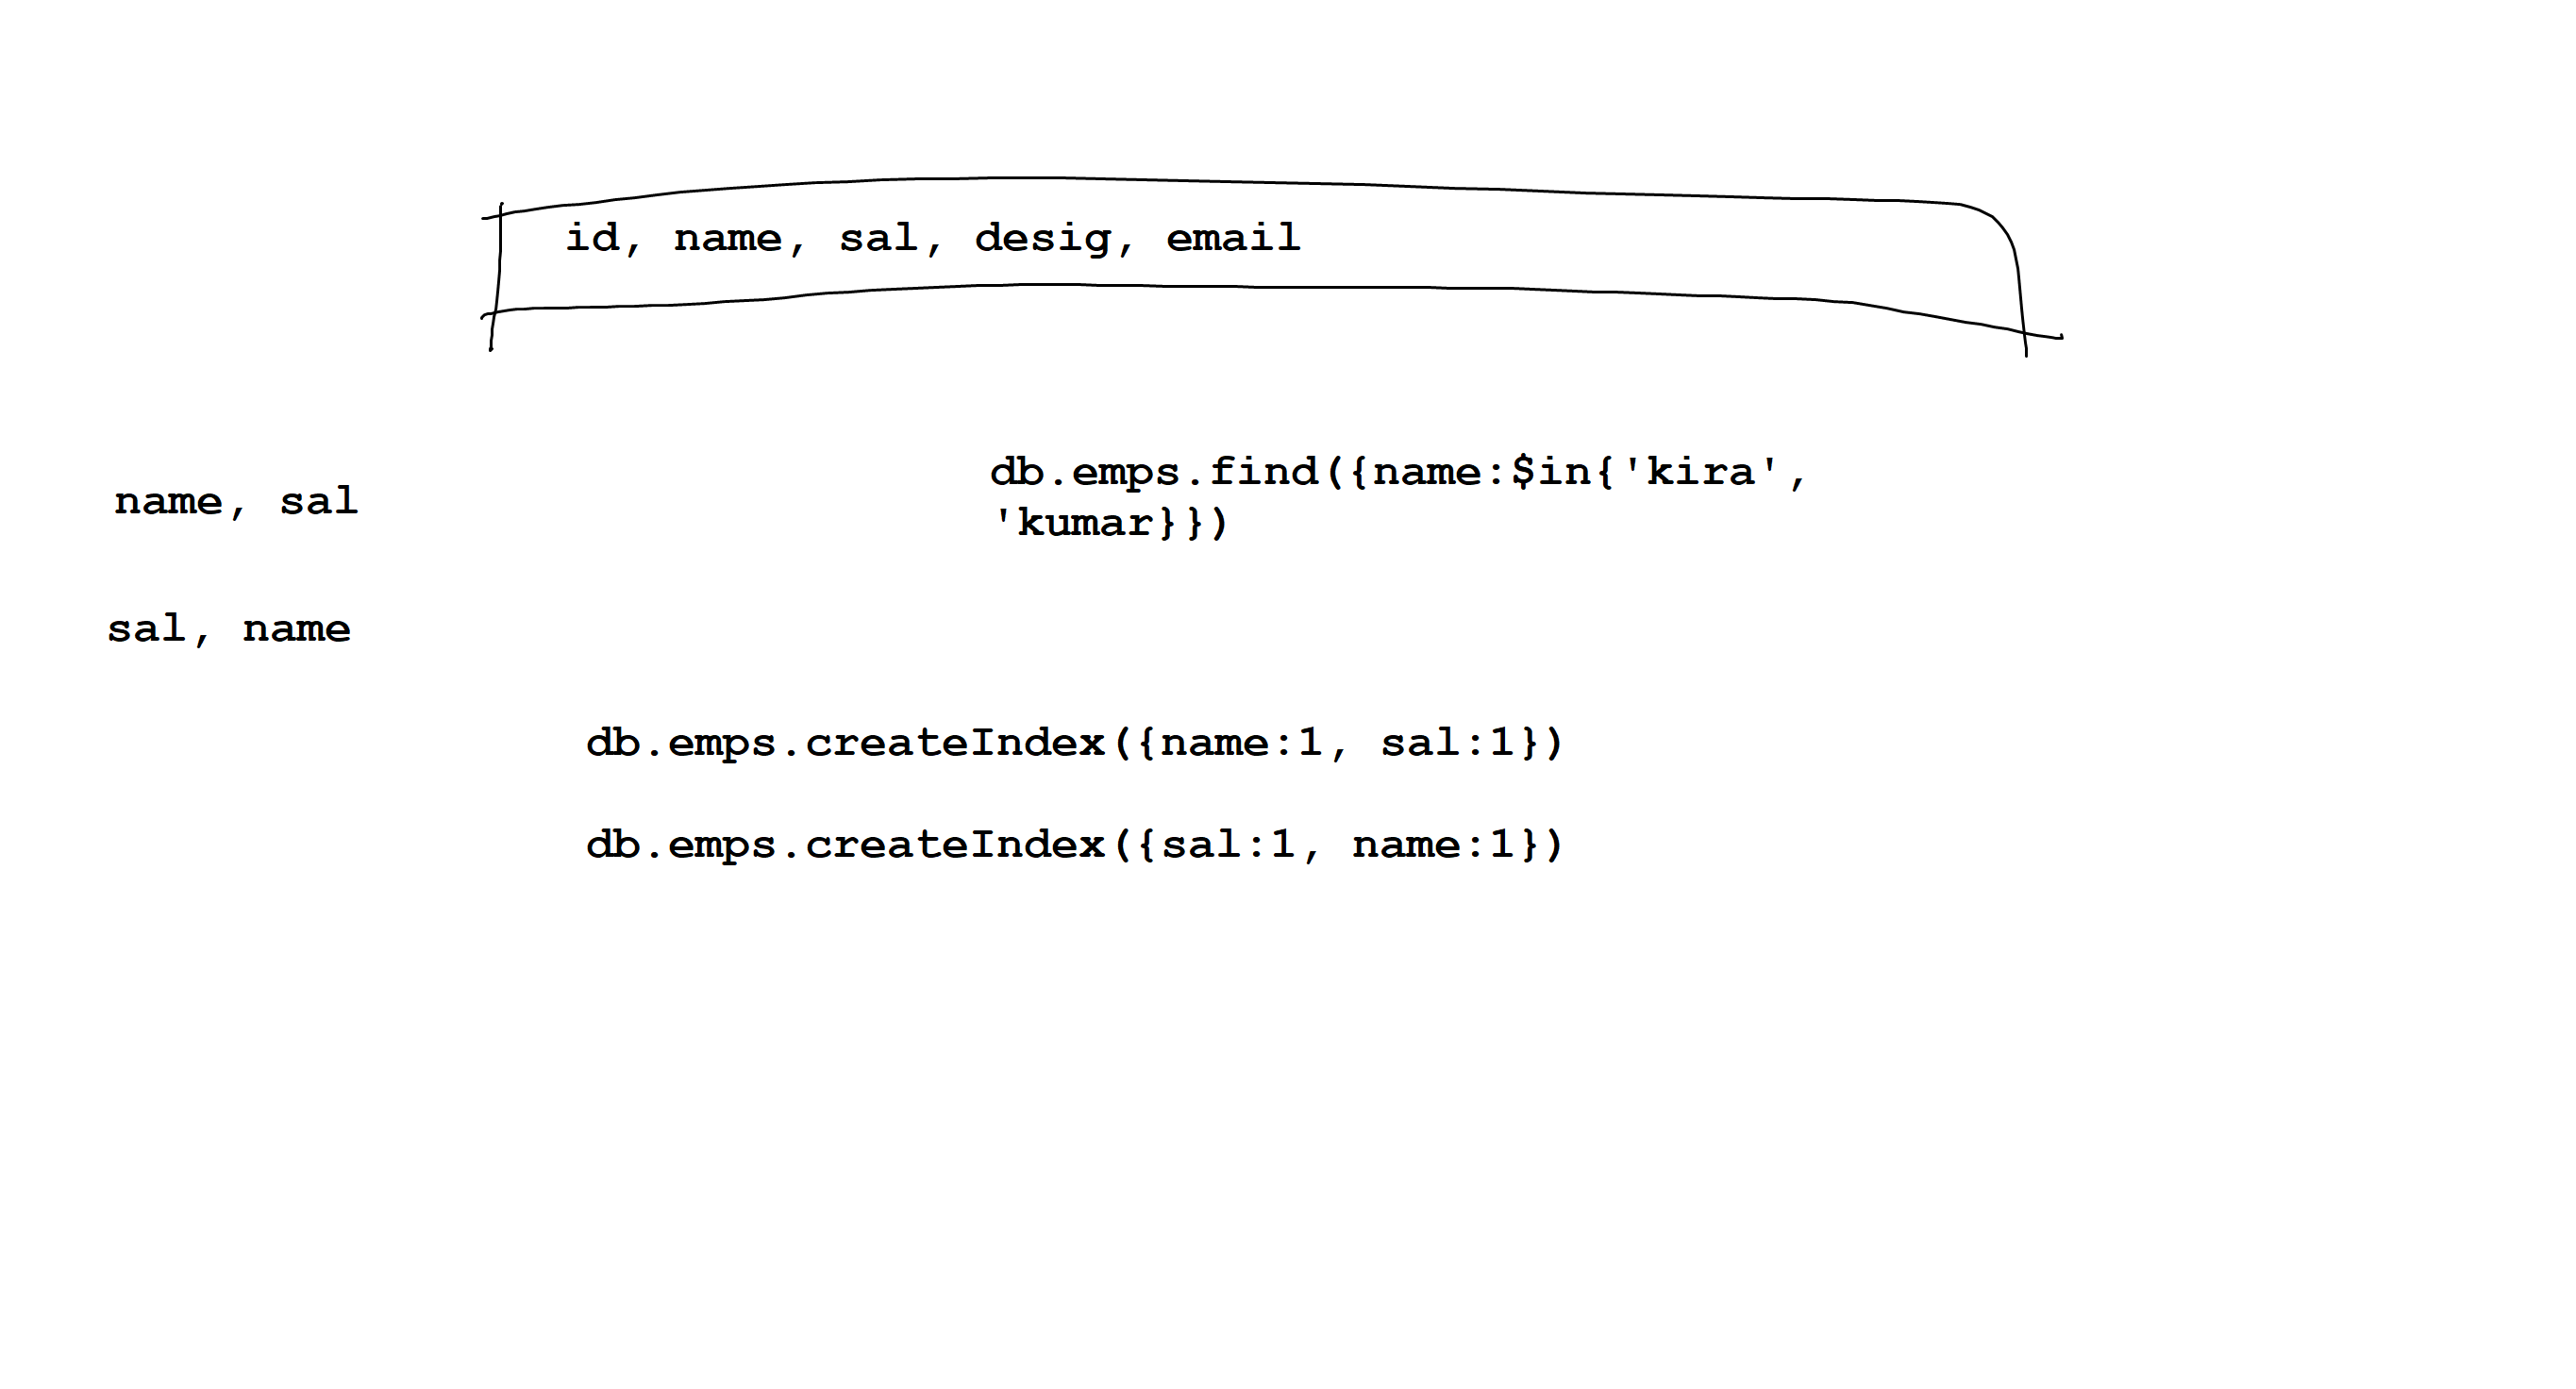 id, name, sal, desig, email
db.emps.find({name:$in{'kira',
'kumar}})
name, sal
sal, name
db.emps.createIndex({name:1, sal:1})
db.emps.createIndex({sal:1, name:1})